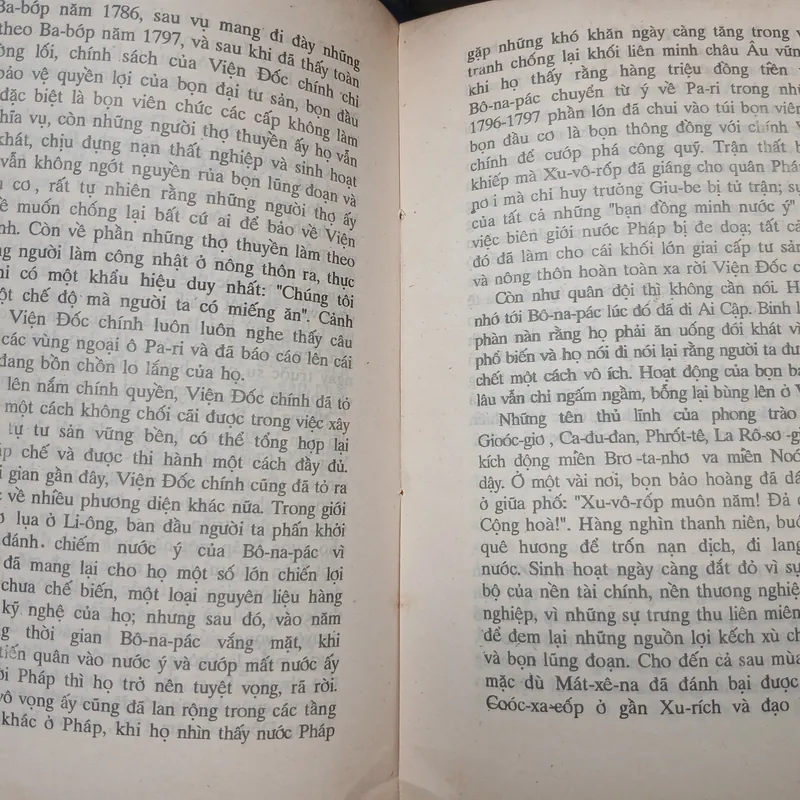 Ba-bóp năm 1786, sau vụ mang đi đày những
theo Ba-bóp năm 1797, và sau khi đã thấy toàn
lối, chính sách của Viện Đốc chính chỉ
bảo vệ quyền lợi của bọn đại tư sản, bọn đầu
đặc biệt là bọn viên chức các cấp không làm
vụ, còn những người thợ thuyền ấy họ vẫn
khát, chịu đựng nạn thất nghiệp và sinh hoạt
vẫn không ngớt nguyền rủa bọn lũng đoạn và
cơ, rất tự nhiên rằng những người thợ ấy
muốn chống lại bất cứ ai để bảo vệ Viện
Còn về phần những thợ thuyền làm theo
người làm công nhật ở nông thôn ra, thực
có một khẩu hiệu duy nhất: "Chúng tôi
một chế độ mà người ta có miếng ăn". Cảnh
Viện Đốc chính luôn luôn nghe thấy câu
các vùng ngoại ô Pa-ri và đã báo cáo lên cái
đang bồn chồn lo lắng của họ.
lên nắm chính quyền, Viện Đốc chính đã tỏ
một cách không chối cãi được trong việc xây
tự tư sản vững bền, có thể tổng hợp lại
chế và được thi hành một cách đầy đủ.
gian gần đây, Viện Đốc chính cũng đã tỏ ra
về nhiều phương diện khác nữa. Trong giới
lụa ở Li-ông, ban đầu người ta phấn khởi
đánh chiếm nước ý của Bô-na-pác vì
đã mang lại cho họ một số lớn chiến lợi
chưa chế biến, một loại nguyên liệu hàng
kỹ nghệ của họ; nhưng sau đó, vào năm
thời gian Bô-na-pác vắng mặt, khi
tiến quân vào nước ý và cướp mất nước ấy
Pháp thì họ trở nên tuyệt vọng, rã rời.
vô vọng ấy cũng đã lan rộng trong các tầng
khác ở Pháp, khi họ nhìn thấy nước Pháp
gặp những khó khăn ngày càng tăng trong
tranh chống lại khối liên minh châu Âu vững
khi họ thấy rằng hàng triệu đồng tiền
Bô-na-pác chuyển từ ý về Pa-ri trong
1796-1797 phần lớn đã chui vào túi bọn viên
bọn đầu cơ là bọn thông đồng với chính
chính để cướp phá công quỹ. Trận thất
khiếp mà Xu-vô-rốp đã giáng cho quân Pháp
nơi mà chỉ huy trưởng Giu-be bị tử trận;
của tất cả những "bạn đồng minh nước ý"
việc biên giới nước Pháp bị đe doạ; tất cả
đó đã làm cho cái khối lớn giai cấp tư sản
và nông thôn hoàn toàn xa rời Viện Đốc
Còn như quân đội thì không cần nói.
nhớ tới Bô-na-pác lúc đó đã đi Ai Cập. Binh
phàn nàn rằng họ phải ăn uống đói khát vì
phổ biến và họ nói đi nói lại rằng người ta
chết một cách vô ích. Hoạt động của bọn
lâu vẫn chỉ ngấm ngầm, bỗng lại bùng lên ở
Những tên thủ lĩnh của phong trào
Gioóc-giơ, Ca-du-đan, Phrốt-tê, La Rô-sơ
kích động miền Brơ-ta-nhơ va miền
dậy. Ở một vài nơi, bọn bảo hoàng đã
ở giữa phố: "Xu-vô-rốp muôn năm! Đả
Cộng hoà!". Hàng nghìn thanh niên,
quê hương để trốn nạn dịch, đi lang
nước. Sinh hoạt ngày càng đắt đỏ vì
bộ của nền tài chính, nền thương nghiệp
nghiệp, vì những sự trưng thu liên miên
để đem lại những nguồn lợi kếch xù
và bọn lũng đoạn. Cho đến cả sau mùa
mặc dù Mát-xê-na đã đánh bại được
Coóc-xa-cốp ở gần Xu-rích và đạo